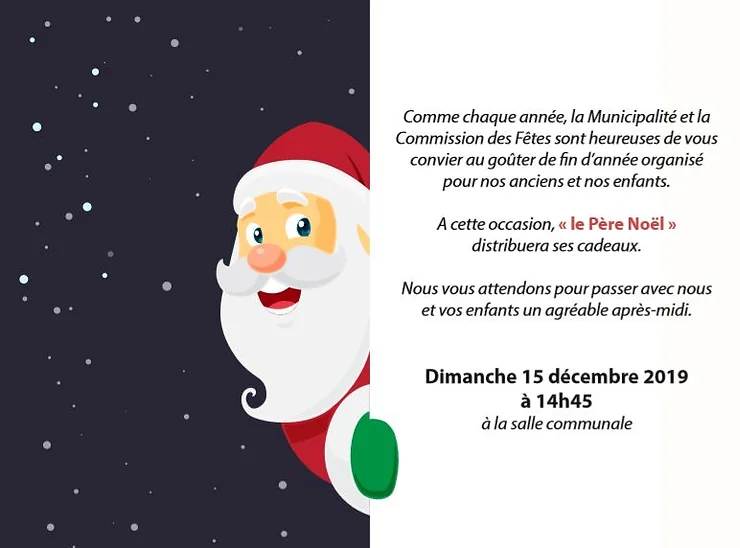 Comme chaque année, la Municipalité et la
Commission des Fêtes sont heureuses de vous
convier au goûter de fin d'année organisé
pour nos anciens et nos enfants.
A cette occasion, « le Père Noël »
distribuera ses cadeaux.
Nous vous attendons pour passer avec nous
et vos enfants un agréable après-midi.
Dimanche 15 décembre 2019
à 14h45
à la salle communale